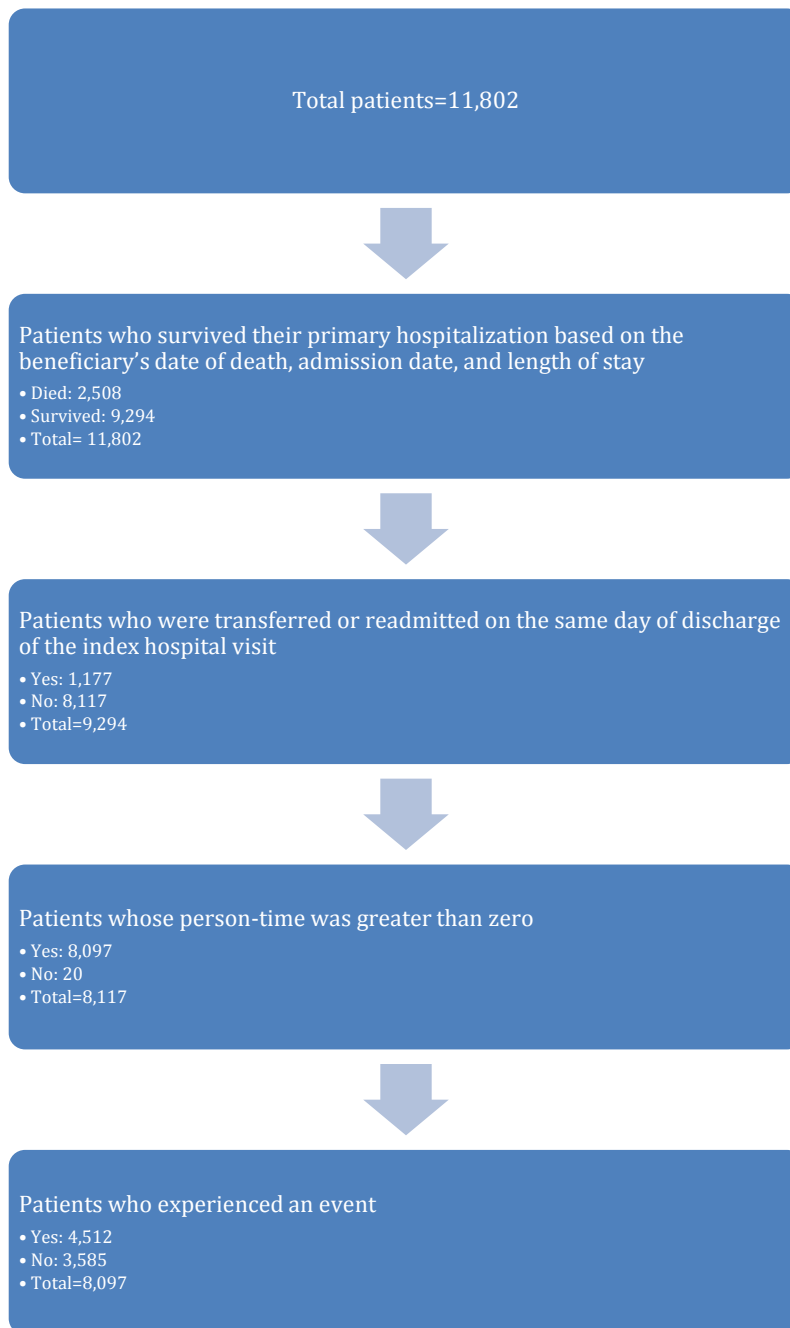 Total patients=11,802
Patients who survived their primary hospitalization based on the
beneficiary’s date of death, admission date, and length of stay
• Died: 2,508
• Survived: 9,294
• Total= 11,802
Patients who were transferred or readmitted on the same day of discharge
of the index hospital visit
• Yes: 1,177
• No: 8,117
• Total=9,294
Patients whose person-time was greater than zero
• Yes: 8,097
• No: 20
• Total=8,117
Patients who experienced an event
• Yes: 4,512
• No: 3,585
• Total=8,097